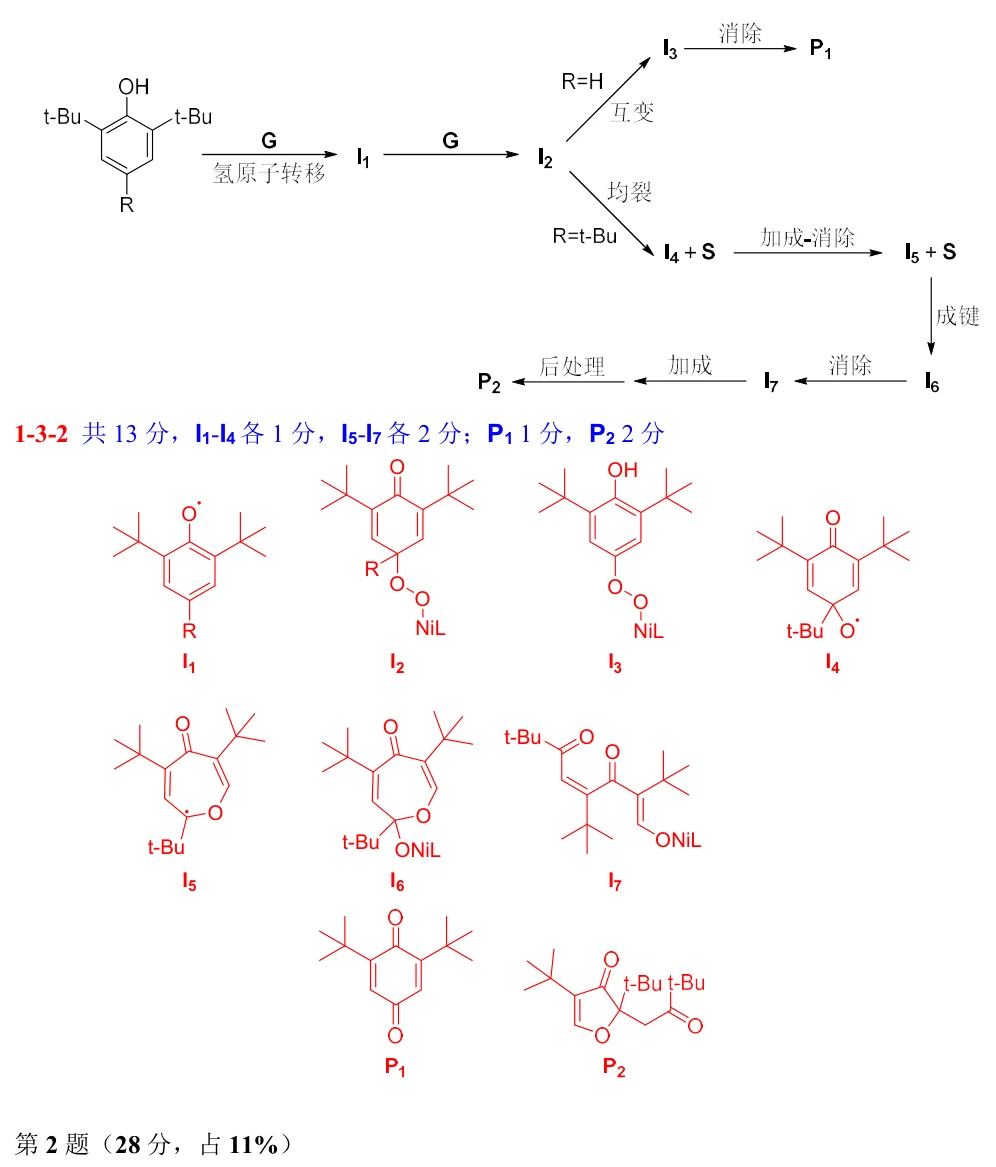 I₃ 消除 P₁
R=H
互变
OH
t-Bu t-Bu
R
G
氢原子转移
I₁
G
I₂
均裂
R=t-Bu
I₄ + S
加成-消除
I₅ + S
成键
P₂ 后处理 加成 I₇ 消除 I₆
1-3-2 共 13 分，I₁-I₄ 各 1 分，I₅-I₇ 各 2 分；P₁ 1 分，P₂ 2 分
O•
R
I₁
O
R
O
O
NiL
I₂
OH
O
O
NiL
I₃
O
t-Bu O•
I₄
O
•
O
t-Bu
I₅
O
O
t-Bu
ONiL
I₆
t-Bu O
O
ONiL
I₇
O
O
P₁
O
t-Bu t-Bu
O
O
P₂
第 2 题（28 分，占 11%）